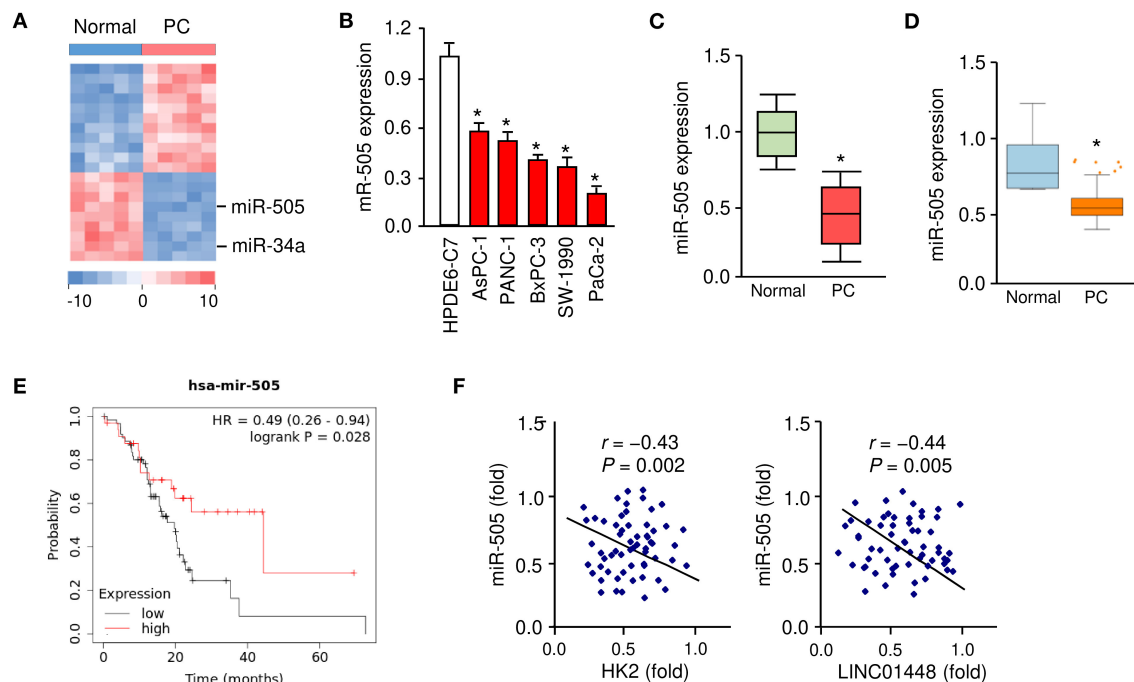 A
Normal PC
miR-505
miR-34a
-10 0 10
B
miR-505 expression
1.2
0.9
0.6
0.3
0.0
*
*
*
*
*
HPDE6-C7
AsPC-1
PANC-1
BxPC-3
SW-1990
PaCa-2
C
miR-505 expression
1.5
1.0
0.5
0.0
*
Normal PC
D
miR-505 expression
1.5
1.0
0.5
0.0
*
Normal PC
E
hsa-mir-505
HR = 0.49 (0.26 - 0.94)
logrank P = 0.028
Probability
1.0
0.8
0.6
0.4
0.2
0.0
Expression
low
high
0 20 40 60
Time (months)
F
miR-505 (fold)
1.5
1.0
0.5
0.0
r = −0.43
P = 0.002
0.5 1.0
HK2 (fold)
miR-505 (fold)
1.5
1.0
0.5
0.0
r = −0.44
P = 0.005
0.5 1.0
LINC01448 (fold)